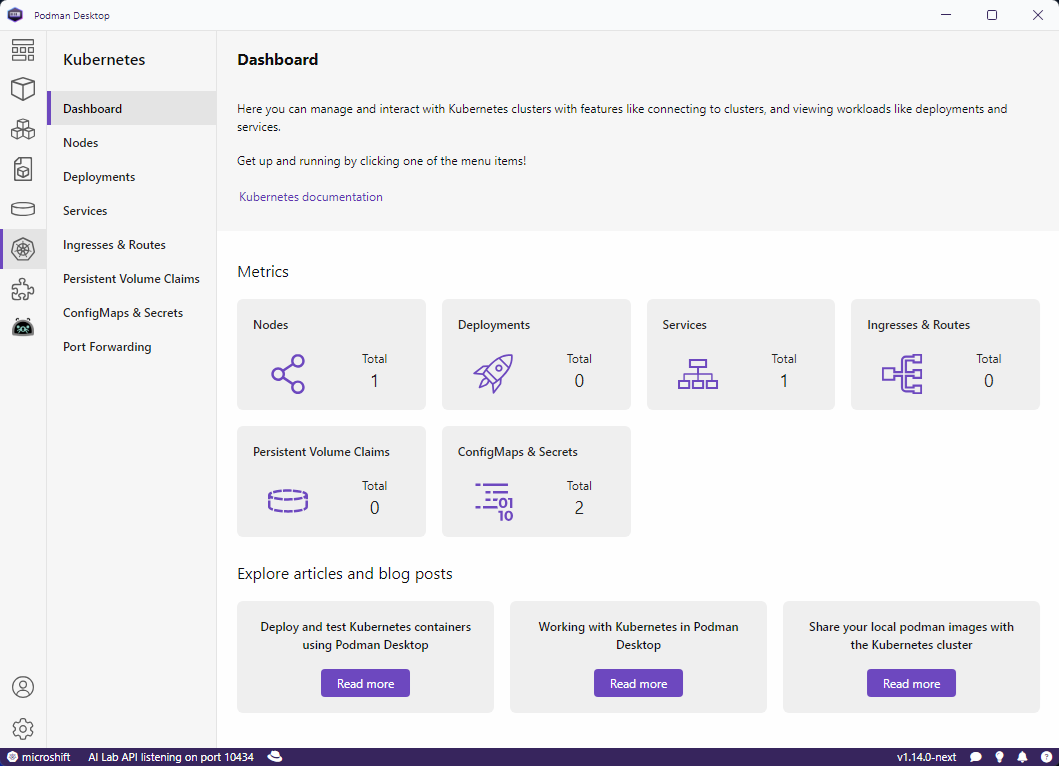 Podman Desktop
Kubernetes
Dashboard
Nodes
Deployments
Services
Ingresses & Routes
Persistent Volume Claims
ConfigMaps & Secrets
Port Forwarding
Dashboard
Here you can manage and interact with Kubernetes clusters with features like connecting to clusters, and viewing workloads like deployments and
services.
Get up and running by clicking one of the menu items!
Kubernetes documentation
Metrics
Nodes
Total
1
Deployments
Total
0
Services
Total
1
Ingresses & Routes
Total
0
Persistent Volume Claims
Total
0
ConfigMaps & Secrets
01
10
Total
2
Explore articles and blog posts
Deploy and test Kubernetes containers
using Podman Desktop
Read more
Working with Kubernetes in Podman
Desktop
Read more
Share your local podman images with
the Kubernetes cluster
Read more
microshift
AI Lab API listening on port 10434
v1.14.0-next